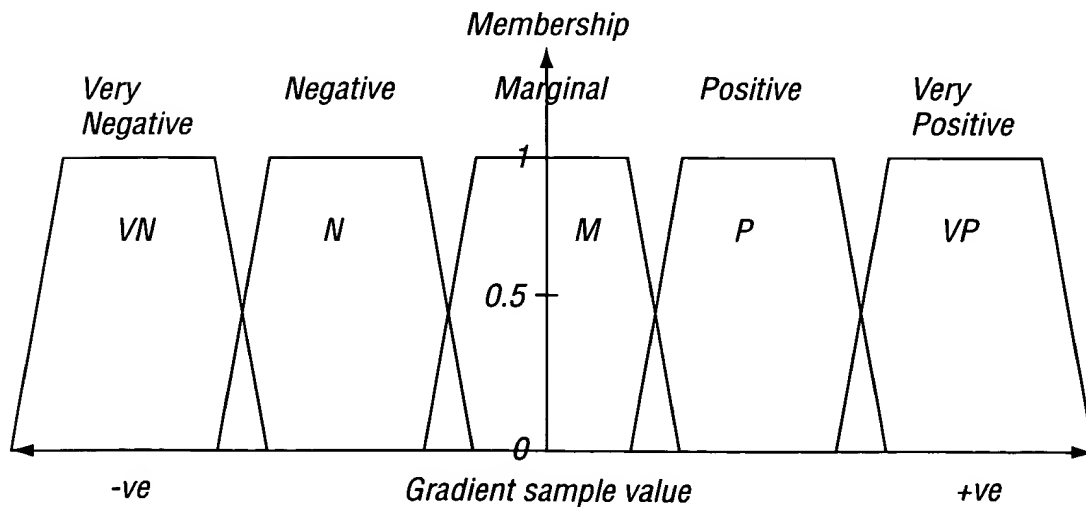 Membership
Very
Negative
Negative
Marginal
Positive
Very
Positive
1
VN
N
M
P
VP
0.5
0
-ve
Gradient sample value
+ve